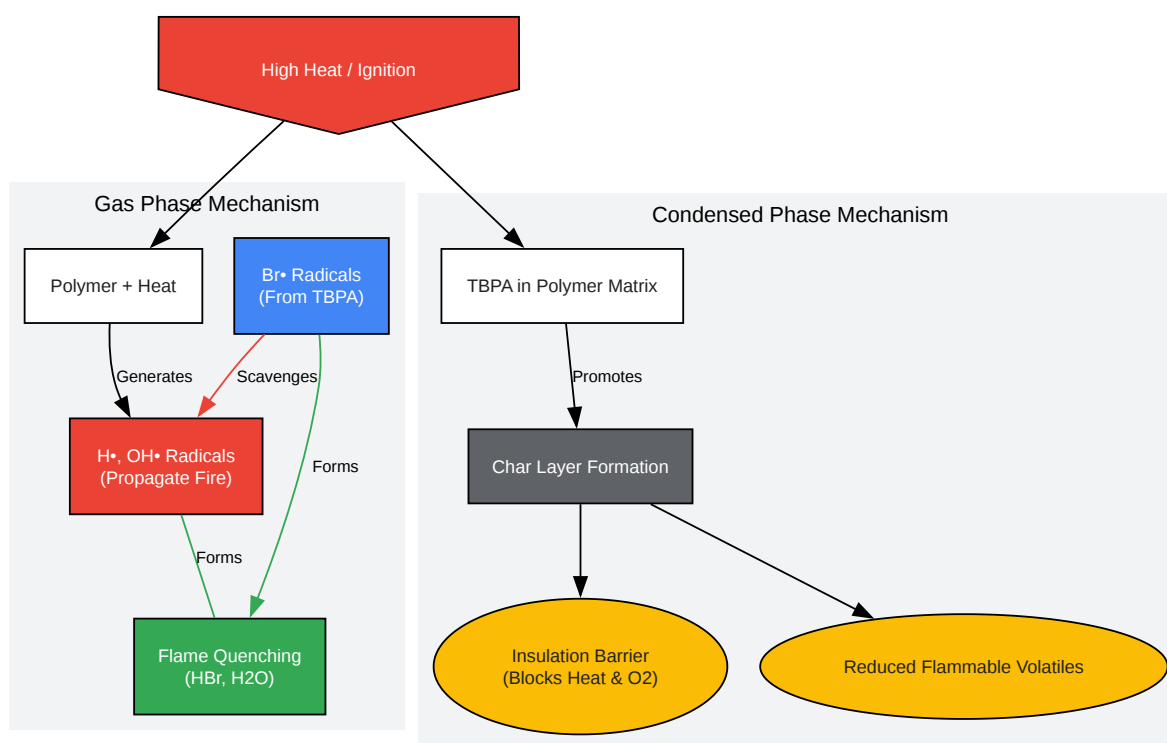 High Heat / Ignition
Gas Phase Mechanism
Polymer + Heat
Br• Radicals
(From TBPA)
Generates
Scavenges
H•, OH• Radicals
(Propagate Fire)
Forms
Forms
Flame Quenching
(HBr, H2O)
Condensed Phase Mechanism
TBPA in Polymer Matrix
Promotes
Char Layer Formation
Insulation Barrier
(Blocks Heat & O2)
Reduced Flammable Volatiles